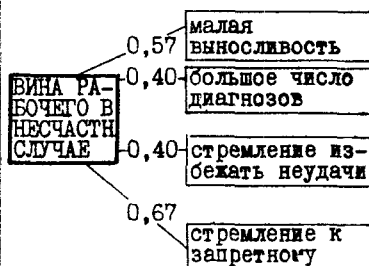 малая
выносливость
0,57
ВИНА РА-
БОЧЕГО В
НЕСЧАСТН
СЛУЧАЕ
0,40
большое число
диагнозов
0,40
стремление из-
бежать неудачи
0,67
стремление к
запретному